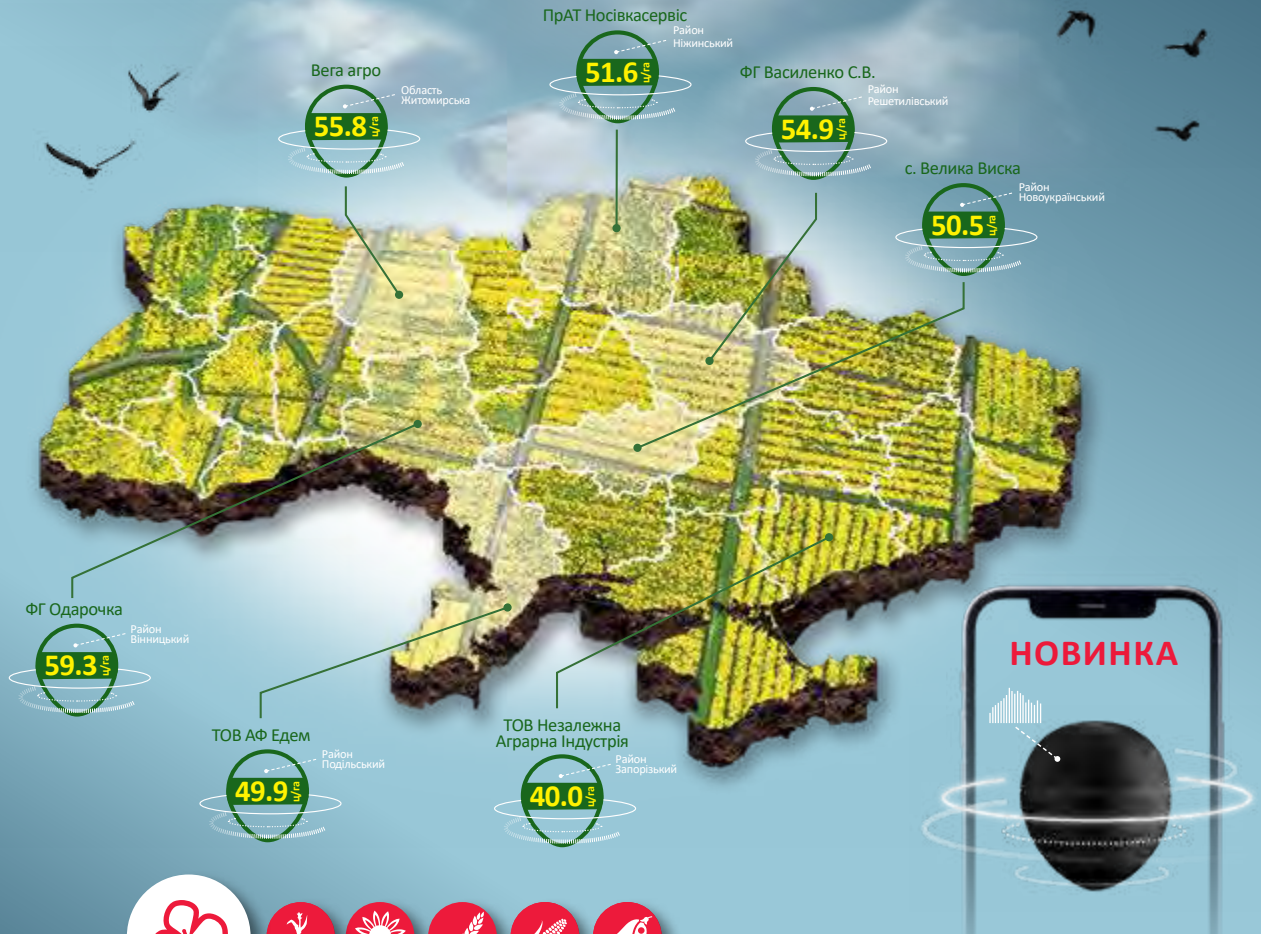 ПрАТ Носівкасервіс
Район
Ніжинський
51.6 ц/га
Вега агро
Область
Житомирська
55.8 ц/га
ФГ Василенко С.В.
Район
Решетилівський
54.9 ц/га
с. Велика Виска
Район
Новоукраїнський
50.5 ц/га
ФГ Одарочка
Район
Вінницький
59.3 ц/га
ТОВ АФ Едем
Район
Подільський
49.9 ц/га
ТОВ Незалежна
Аграрна Індустрія
Район
Запорізький
40.0 ц/га
НОВИНКА